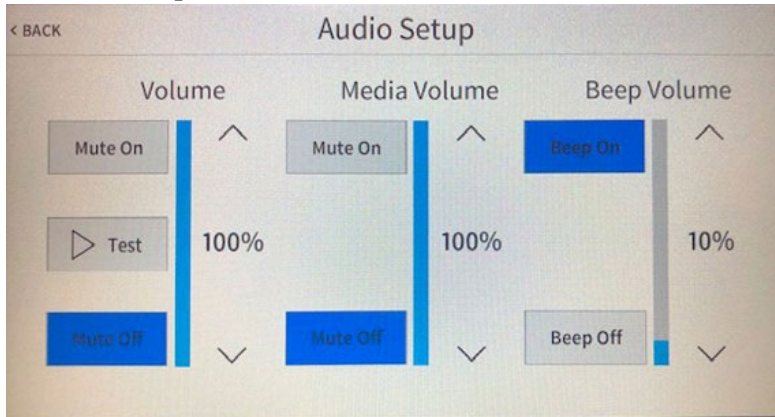 < BACK
Audio Setup
Volume
Mute On
Test
100%
Mute Off
Media Volume
Mute On
100%
Mute Off
Beep Volume
Beep On
10%
Beep Off